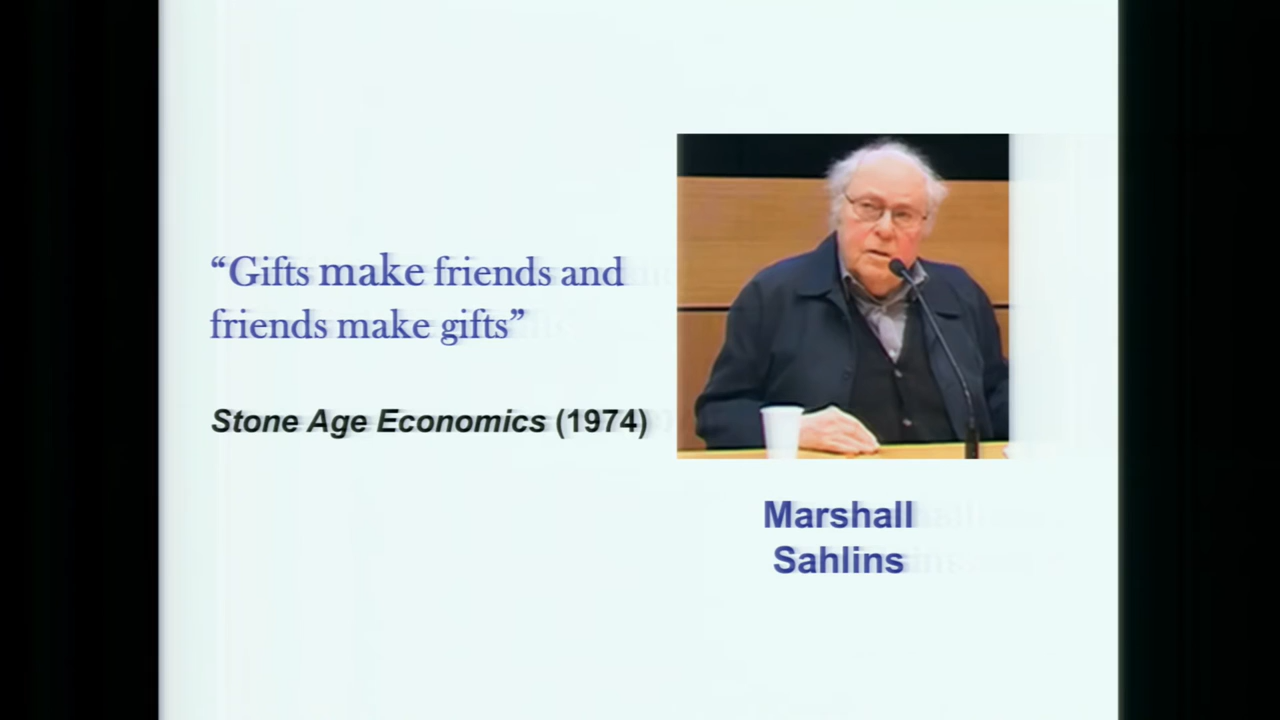 “Gifts make friends and
friends make gifts”
Stone Age Economics (1974)
Marshall
Sahlins